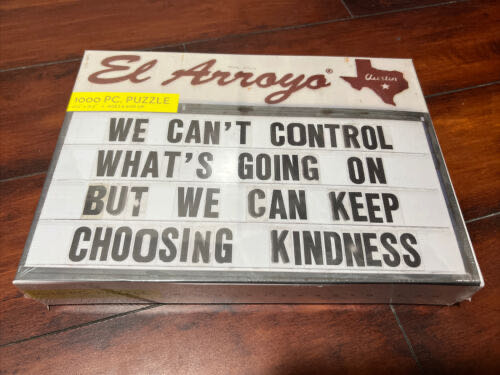 El Arroyo®
Austin
1000 PC. PUZZLE
WE CAN'T CONTROL
WHAT'S GOING ON
BUT WE CAN KEEP
CHOOSING KINDNESS